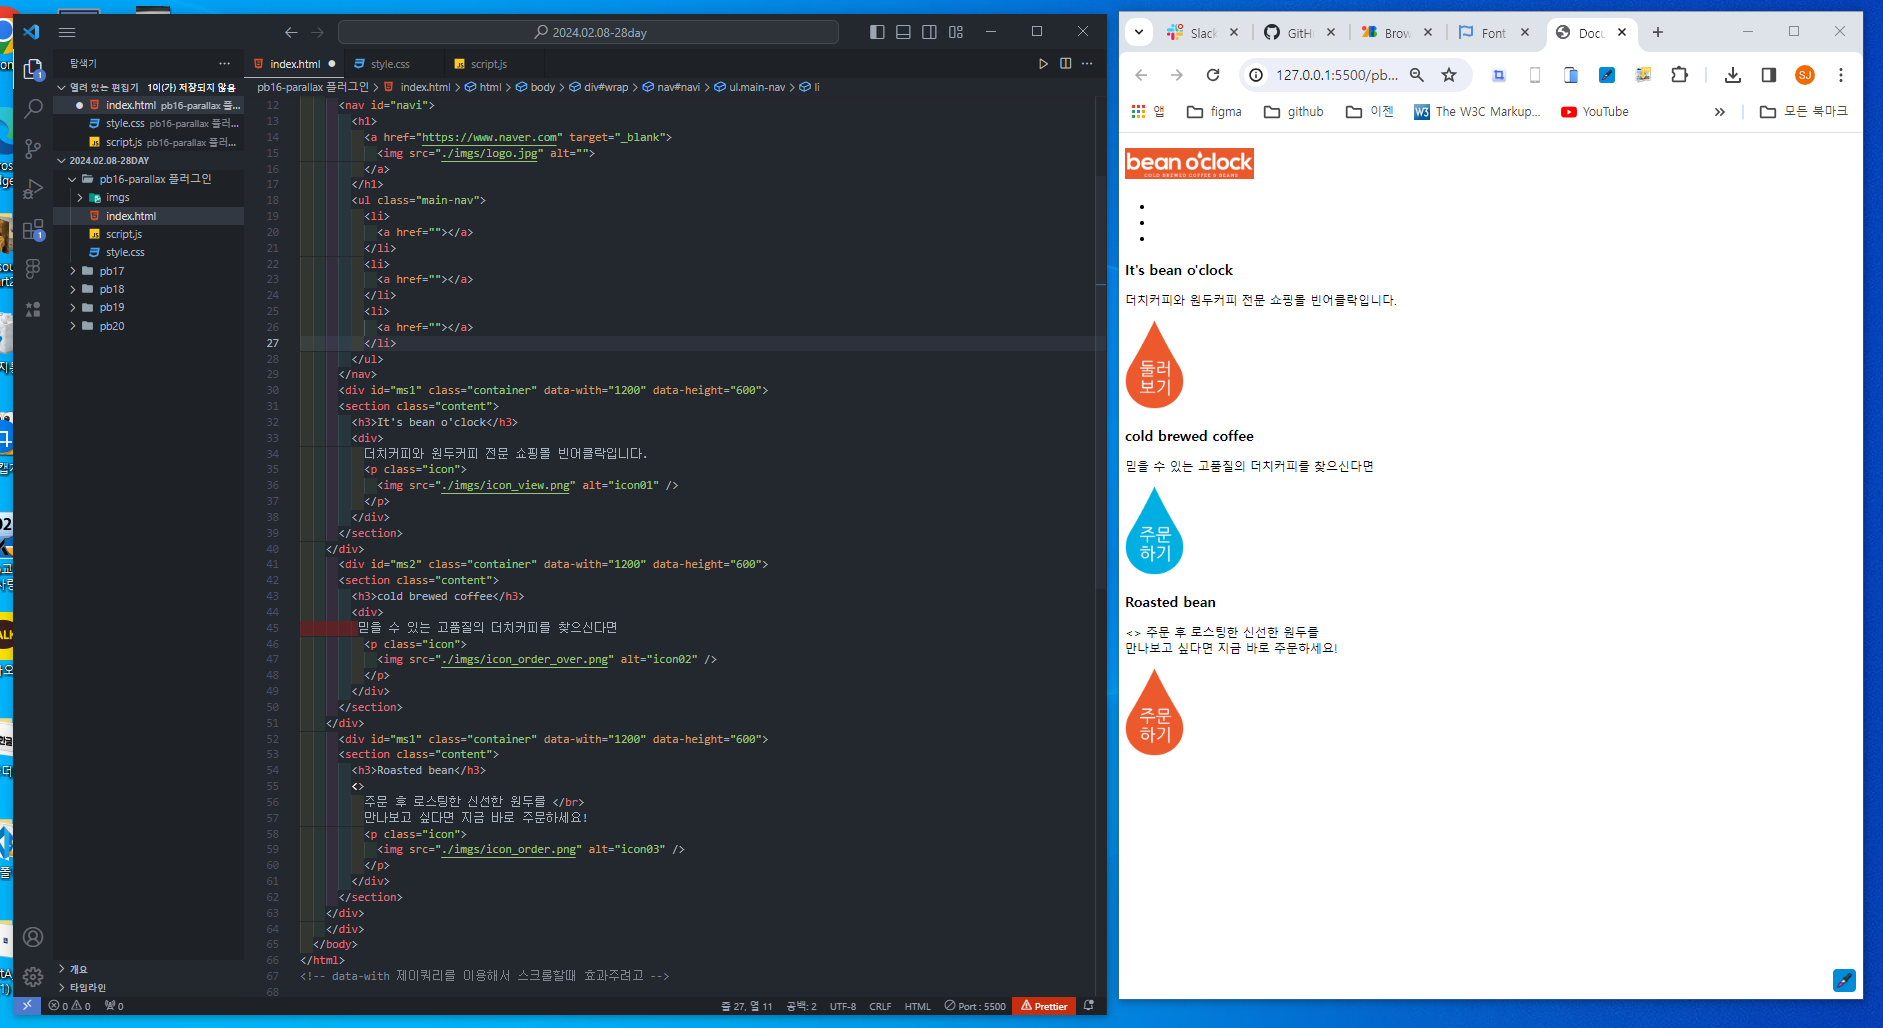 2024.02.08-28day
탐색기
index.html
style.css
script.js
열려 있는 편집기 1이(가) 저장되지 않음
index.html pb16-parallax 플...
style.css pb16-parallax 플러...
script.js pb16-parallax 플러...
2024.02.08-28DAY
pb16-parallax 플러그인
imgs
index.html
script.js
style.css
pb17
pb18
pb19
pb20
개요
타임라인
pb16-parallax 플러그인 > index.html > html > body > div#wrap > nav#navi > ul.main-nav > li
12 <nav id="navi">
13 <h1>
14 <a href="https://www.naver.com" target="_blank">
15 <img src="./imgs/logo.jpg" alt="">
16 </a>
17 </h1>
18 <ul class="main-nav">
19 <li>
20 <a href=""></a>
21 </li>
22 <li>
23 <a href=""></a>
24 </li>
25 <li>
26 <a href=""></a>
27 </li>
28 </ul>
29 </nav>
30 <div id="ms1" class="container" data-with="1200" data-height="600">
31 <section class="content">
32 <h3>It's bean o'clock</h3>
33 <div>
34 더치커피와 원두커피 전문 쇼핑몰 빈어클락입니다.
35 <p class="icon">
36 <img src="./imgs/icon_view.png" alt="icon01" />
37 </p>
38 </div>
39 </section>
40 </div>
41 <div id="ms2" class="container" data-with="1200" data-height="600">
42 <section class="content">
43 <h3>cold brewed coffee</h3>
44 <div>
45 믿을 수 있는 고품질의 더치커피를 찾으신다면
46 <p class="icon">
47 <img src="./imgs/icon_order_over.png" alt="icon02" />
48 </p>
49 </div>
50 </section>
51 </div>
52 <div id="ms1" class="container" data-with="1200" data-height="600">
53 <section class="content">
54 <h3>Roasted bean</h3>
55 <>
56 주문 후 로스팅한 신선한 원두를 </br>
57 만나보고 싶다면 지금 바로 주문하세요!
58 <p class="icon">
59 <img src="./imgs/icon_order.png" alt="icon03" />
60 </p>
61 </div>
62 </section>
63 </div>
64 </div>
65 </body>
66 </html>
67 <!-- data-with 제이쿼리를 이용해서 스크롤할때 효과주려고 -->
68
0 0 0 줄 27, 열 11 공백: 2 UTF-8 CRLF HTML Port : 5500 Prettier
Slack GitH Brow Font Docu
127.0.0.1:5500/pb...
SJ
앱 figma github 이젠 The W3C Markup... YouTube » 모든 북마크
bean o'clock
COLD BREWED COFFEE & BEANS
It's bean o'clock
더치커피와 원두커피 전문 쇼핑몰 빈어클락입니다.
둘러
보기
cold brewed coffee
믿을 수 있는 고품질의 더치커피를 찾으신다면
주문
하기
Roasted bean
<> 주문 후 로스팅한 신선한 원두를
만나보고 싶다면 지금 바로 주문하세요!
주문
하기